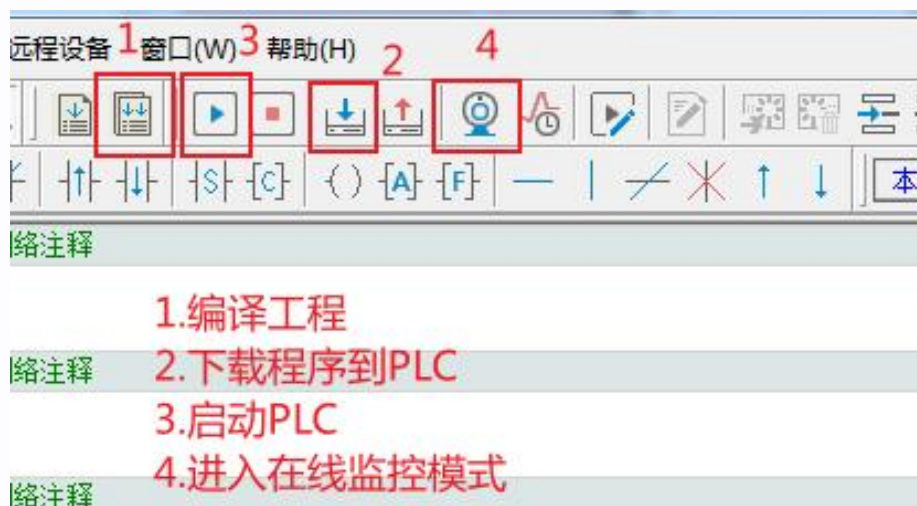 远程设备 1 窗口(W) 3 帮助(H) 2 4
S C ( ) A F 本
络注释
1.编译工程
络注释 2.下载程序到PLC
3.启动PLC
4.进入在线监控模式
络注释